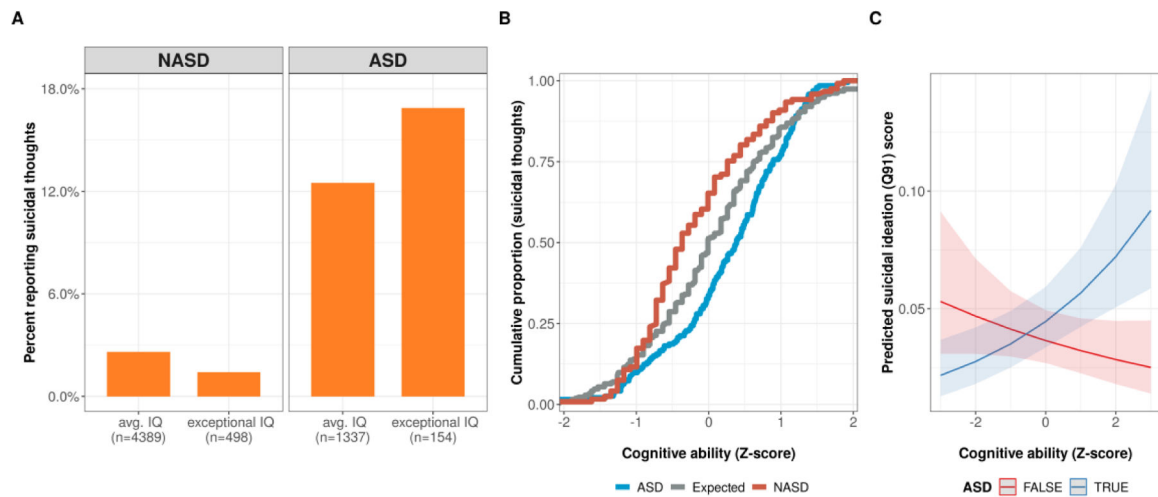 A
NASD
ASD
Percent reporting suicidal thoughts
18.0%
12.0%
6.0%
0.0%
avg. IQ
(n=4389)
exceptional IQ
(n=498)
avg. IQ
(n=1337)
exceptional IQ
(n=154)
B
Cumulative proportion (suicidal thoughts)
1.00
0.75
0.50
0.25
0.00
-2
-1
0
1
2
Cognitive ability (Z-score)
ASD
Expected
NASD
C
Predicted suicidal ideation (Q91) score
0.10
0.05
-2
0
2
Cognitive ability (Z-score)
ASD
FALSE
TRUE